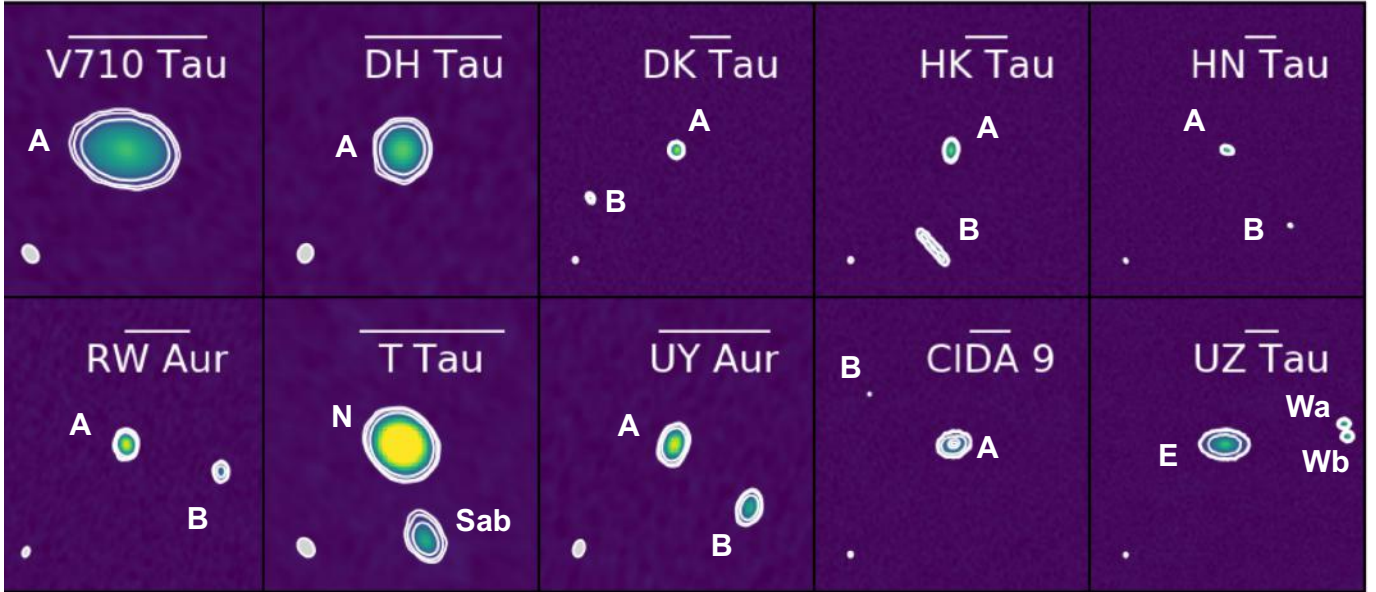 V710 Tau
A
DH Tau
A
DK Tau
A
B
HK Tau
A
B
HN Tau
A
B
RW Aur
A
B
T Tau
N
Sab
UY Aur
A
B
CIDA 9
B
A
UZ Tau
Wa
E
Wb